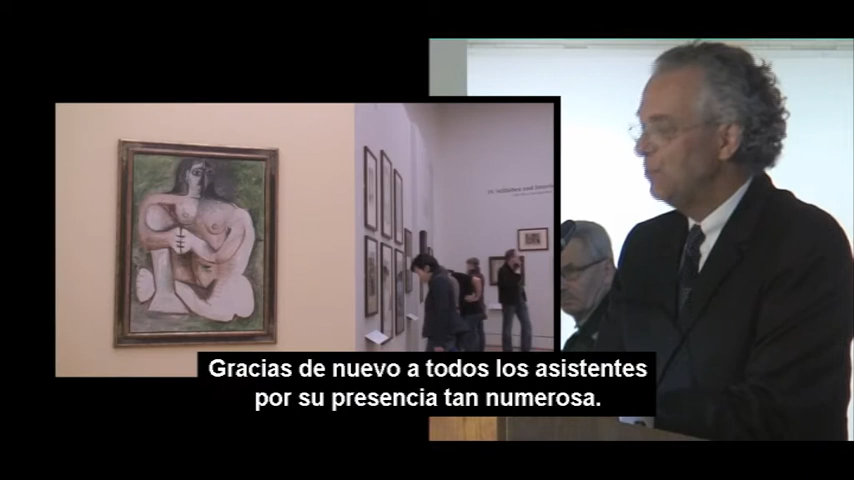 Gracias de nuevo a todos los asistentes
por su presencia tan numerosa.